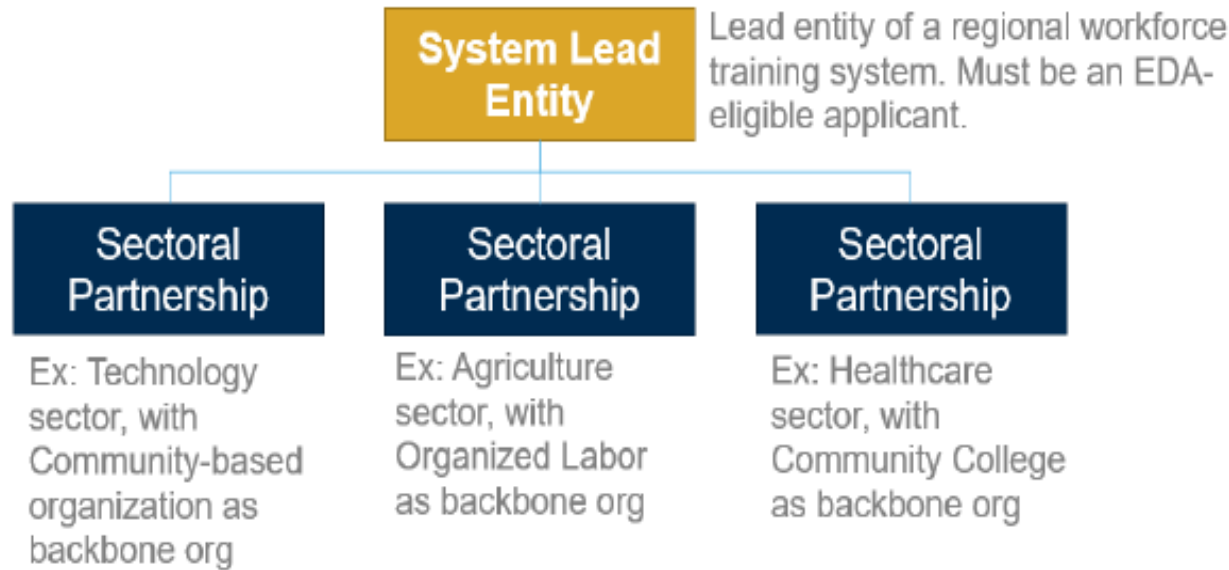 System Lead
Entity
Lead entity of a regional workforce
training system. Must be an EDA-
eligible applicant.
Sectoral
Partnership
Sectoral
Partnership
Sectoral
Partnership
Ex: Technology
sector, with
Community-based
organization as
backbone org
Ex: Agriculture
sector, with
Organized Labor
as backbone org
Ex: Healthcare
sector, with
Community College
as backbone org